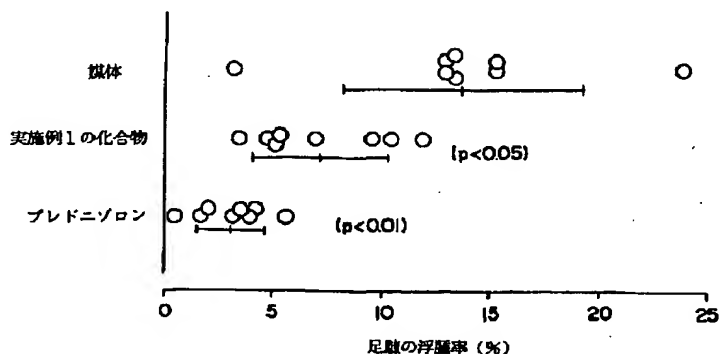 媒体
実施例1の化合物
(p<0.05)
プレドニゾロン
(p<0.01)
0 5 10 15 20 25
足蹠の浮腫率 (%)